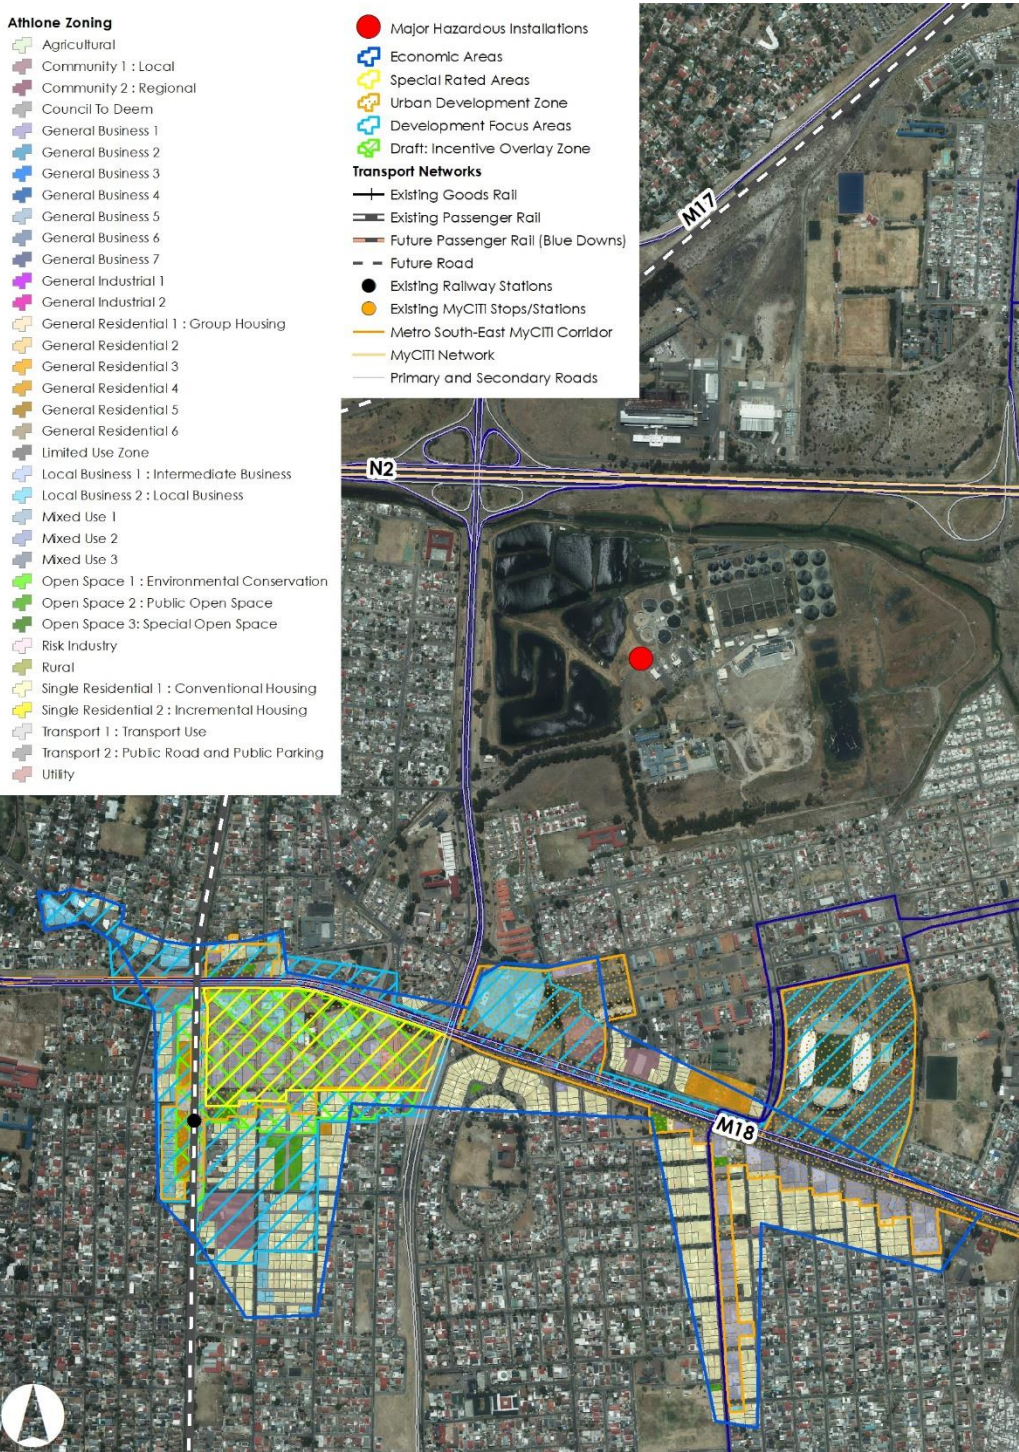 Athlone Zoning
Agricultural
Community 1 : Local
Community 2 : Regional
Council To Deem
General Business 1
General Business 2
General Business 3
General Business 4
General Business 5
General Business 6
General Business 7
General Industrial 1
General Industrial 2
General Residential 1 : Group Housing
General Residential 2
General Residential 3
General Residential 4
General Residential 5
General Residential 6
Limited Use Zone
Local Business 1 : Intermediate Business
Local Business 2 : Local Business
Mixed Use 1
Mixed Use 2
Mixed Use 3
Open Space 1 : Environmental Conservation
Open Space 2 : Public Open Space
Open Space 3: Special Open Space
Risk Industry
Rural
Single Residential 1 : Conventional Housing
Single Residential 2 : Incremental Housing
Transport 1 : Transport Use
Transport 2 : Public Road and Public Parking
Utility
Major Hazardous Installations
Economic Areas
Special Rated Areas
Urban Development Zone
Development Focus Areas
Draft: Incentive Overlay Zone
Transport Networks
Existing Goods Rail
Existing Passenger Rail
Future Passenger Rail (Blue Downs)
Future Road
Existing Railway Stations
Existing MyCiTi Stops/Stations
Metro South-East MyCiTi Corridor
MyCiTi Network
Primary and Secondary Roads
M17
N2
M18